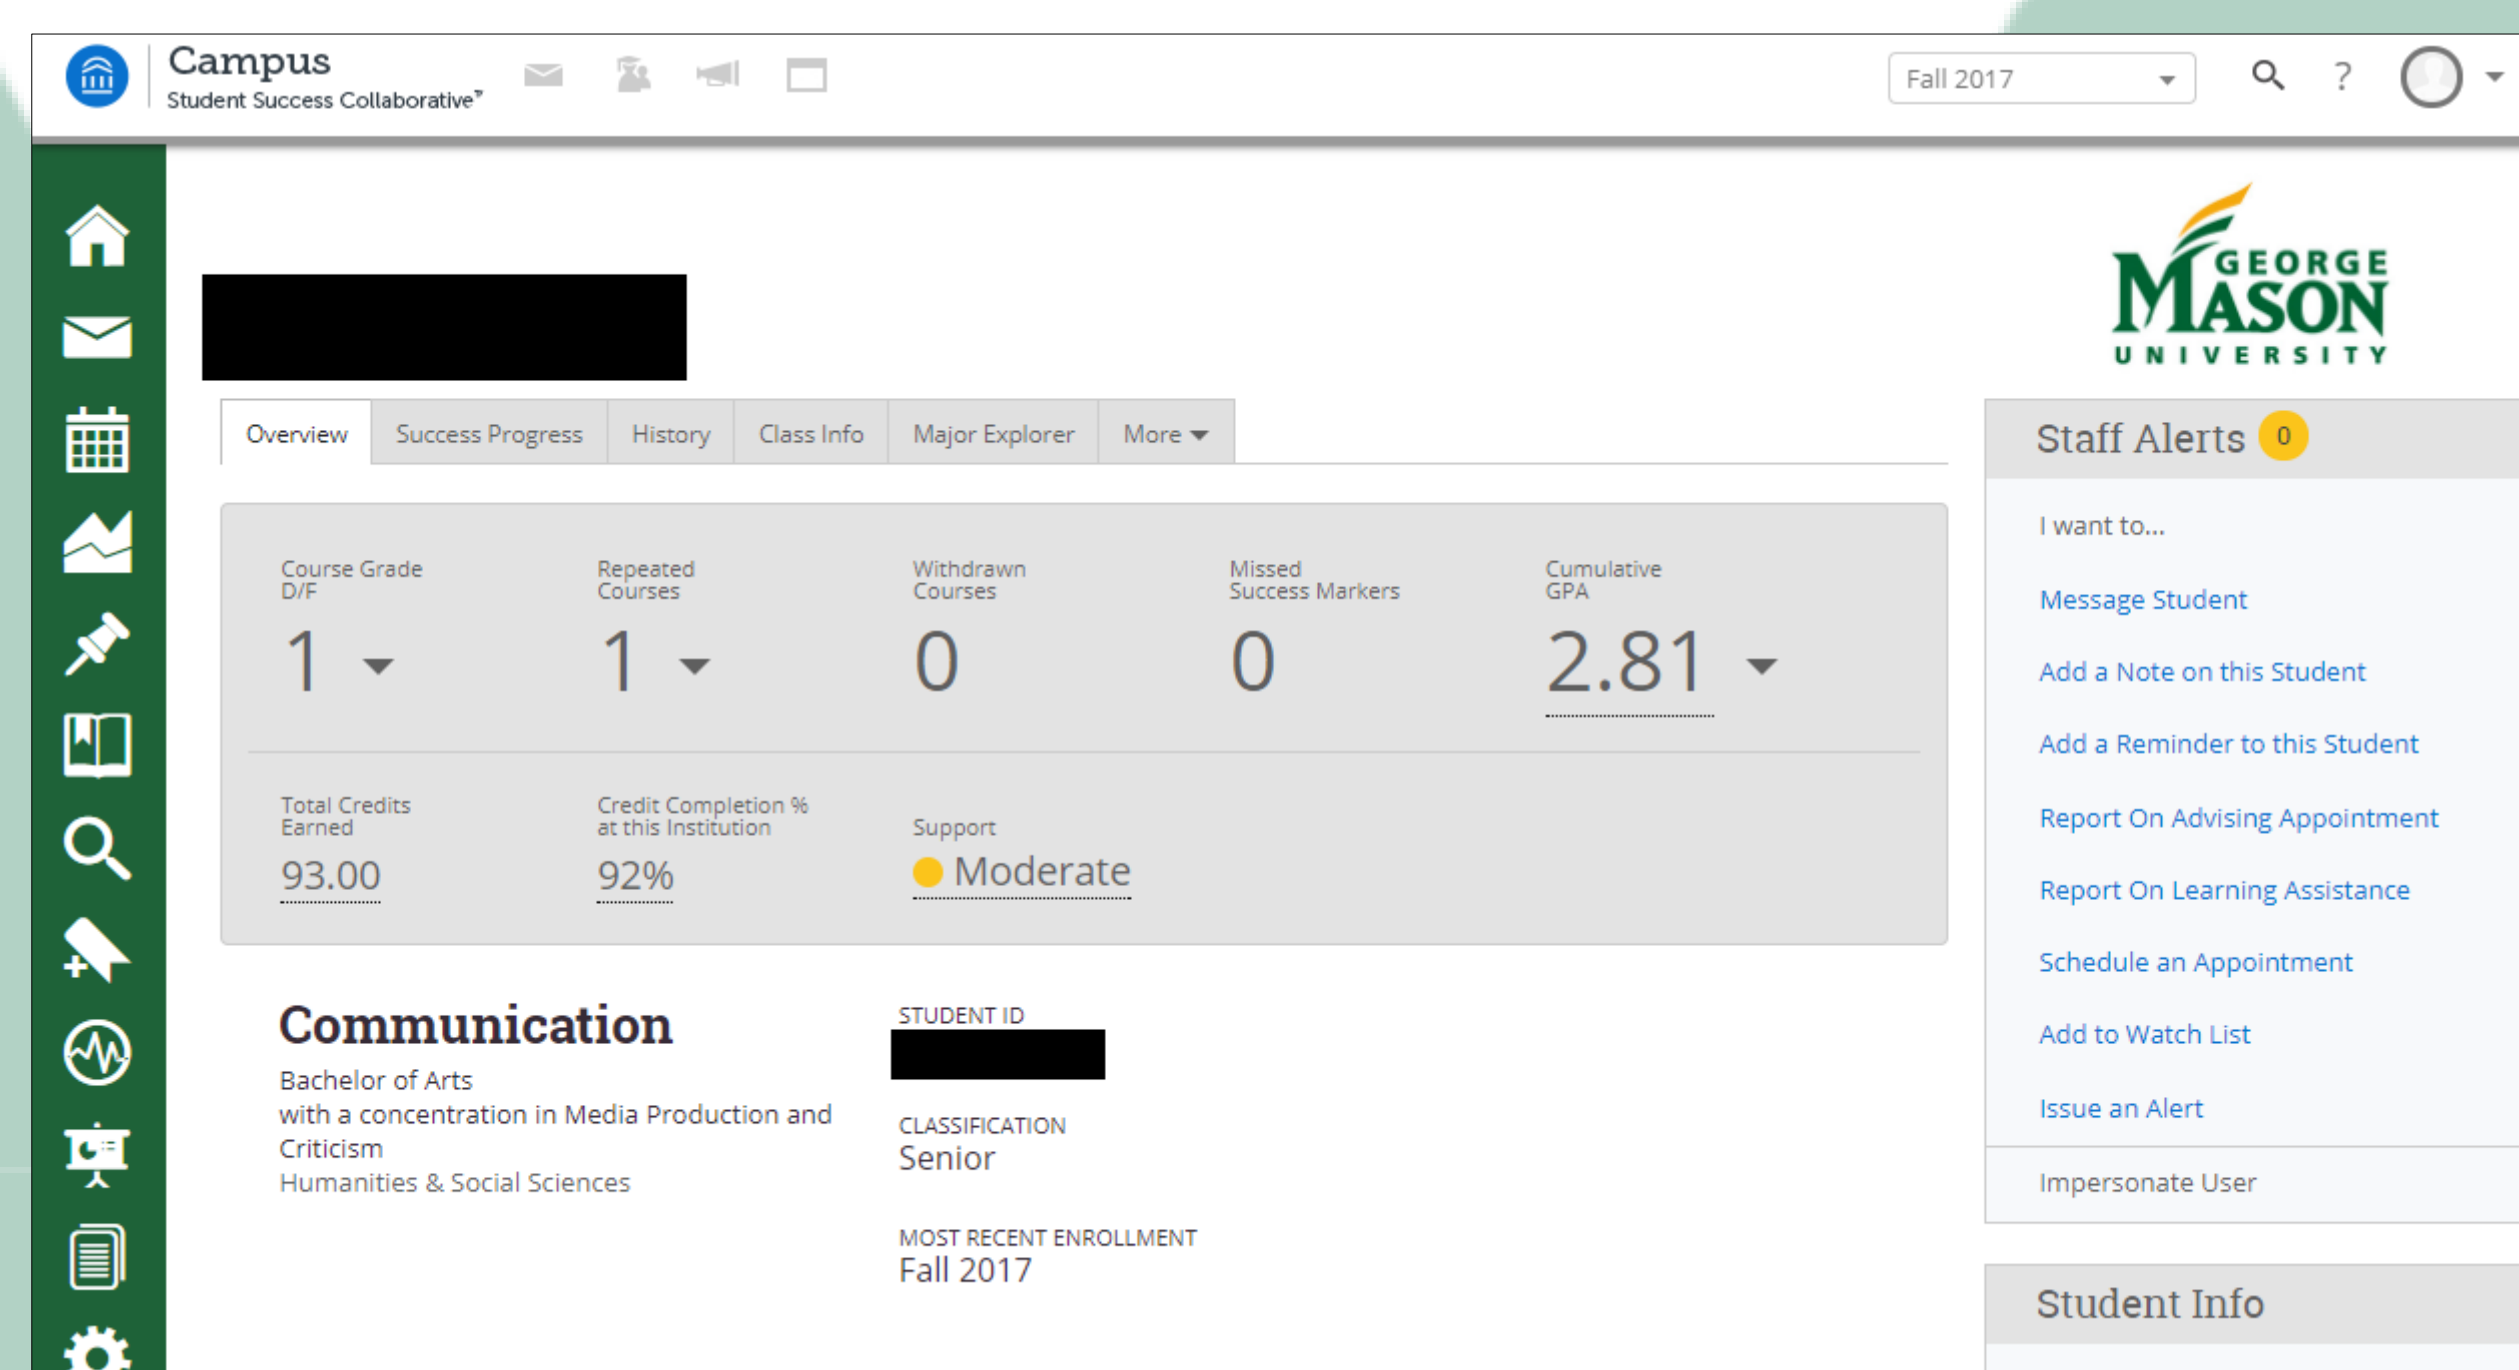 Campus
Student Success Collaborative
Fall 2017
?
GEORGE
MASON
UNIVERSITY
Overview
Success Progress
History
Class Info
Major Explorer
More
Course Grade
D/F
Repeated
Courses
Withdrawn
Courses
Missed
Success Markers
Cumulative
GPA
1
1
0
0
2.81
Total Credits
Earned
Credit Completion %
at this Institution
Support
93.00
92%
Moderate
Communication
Bachelor of Arts
with a concentration in Media Production and
Criticism
Humanities & Social Sciences
STUDENT ID
CLASSIFICATION
Senior
MOST RECENT ENROLLMENT
Fall 2017
Staff Alerts 0
I want to...
Message Student
Add a Note on this Student
Add a Reminder to this Student
Report On Advising Appointment
Report On Learning Assistance
Schedule an Appointment
Add to Watch List
Issue an Alert
Impersonate User
Student Info